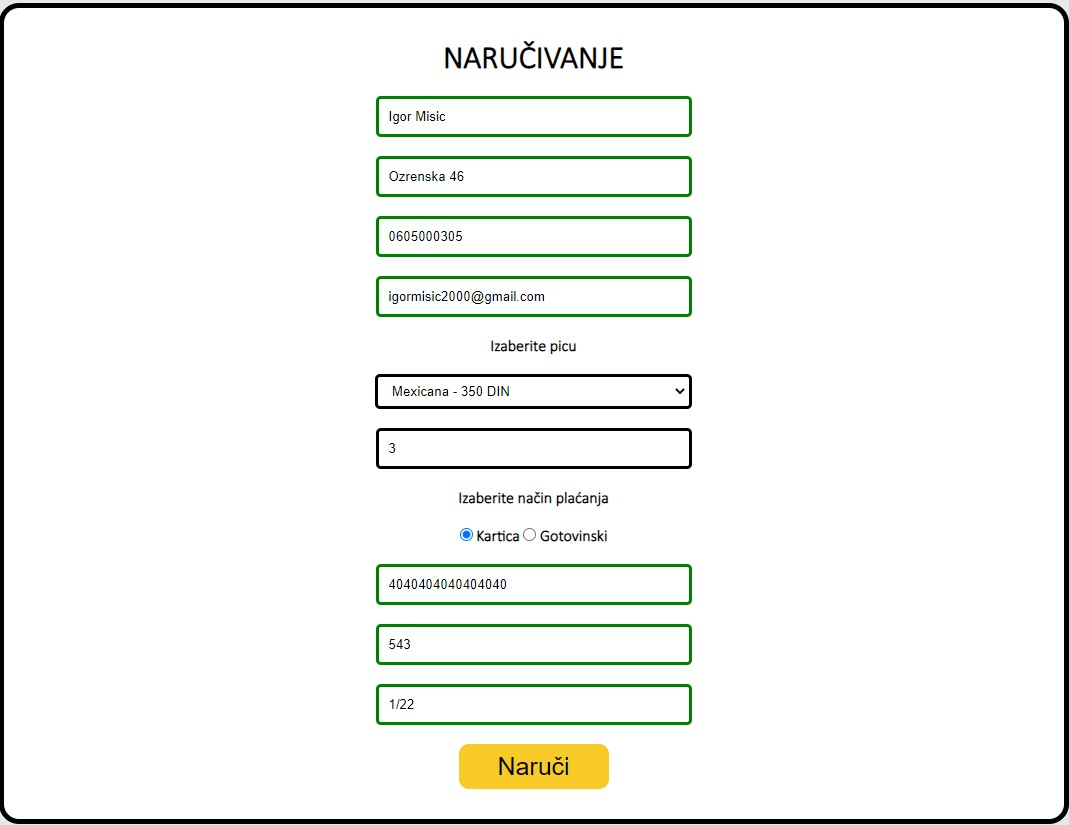 NARUČIVANJE
Igor Misic
Ozrenska 46
0605000305
igormisic2000@gmail.com
Izaberite picu
Mexicana - 350 DIN
3
Izaberite način plaćanja
Kartica Gotovinski
4040404040404040
543
1/22
Naruči